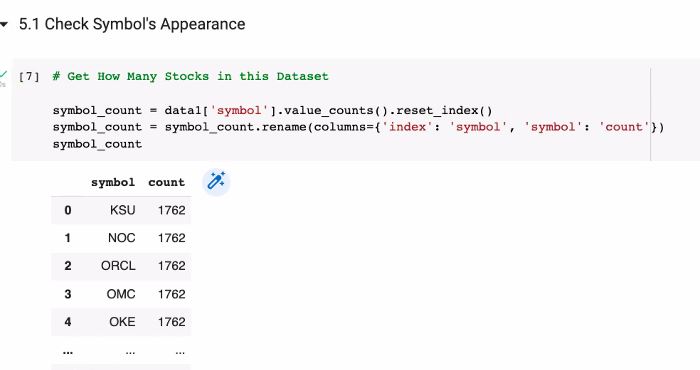 5.1 Check Symbol's Appearance
[7] # Get How Many Stocks in this Dataset
symbol_count = data1['symbol'].value_counts().reset_index()
symbol_count = symbol_count.rename(columns={'index': 'symbol', 'symbol': 'count'})
symbol_count
symbol count
0 KSU 1762
1 NOC 1762
2 ORCL 1762
3 OMC 1762
4 OKE 1762
... ... ...